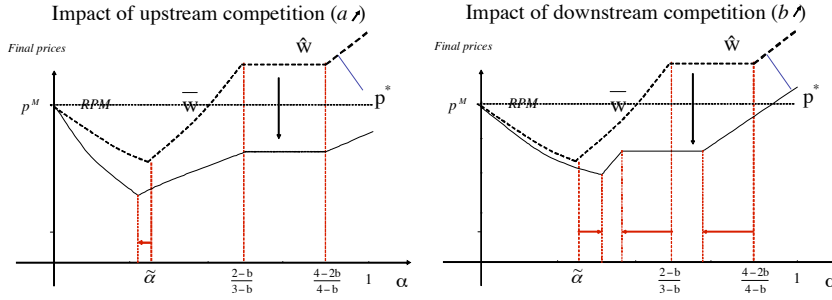 Impact of upstream competition (a ↗)
Final prices
ŵ
w̅
p^M
RPM
p*
α̃
2−b
3−b
4−2b
4−b
1
α
Impact of downstream competition (b ↗)
Final prices
ŵ
w̅
p^M
RPM
p*
α̃
2−b
3−b
4−2b
4−b
1
α